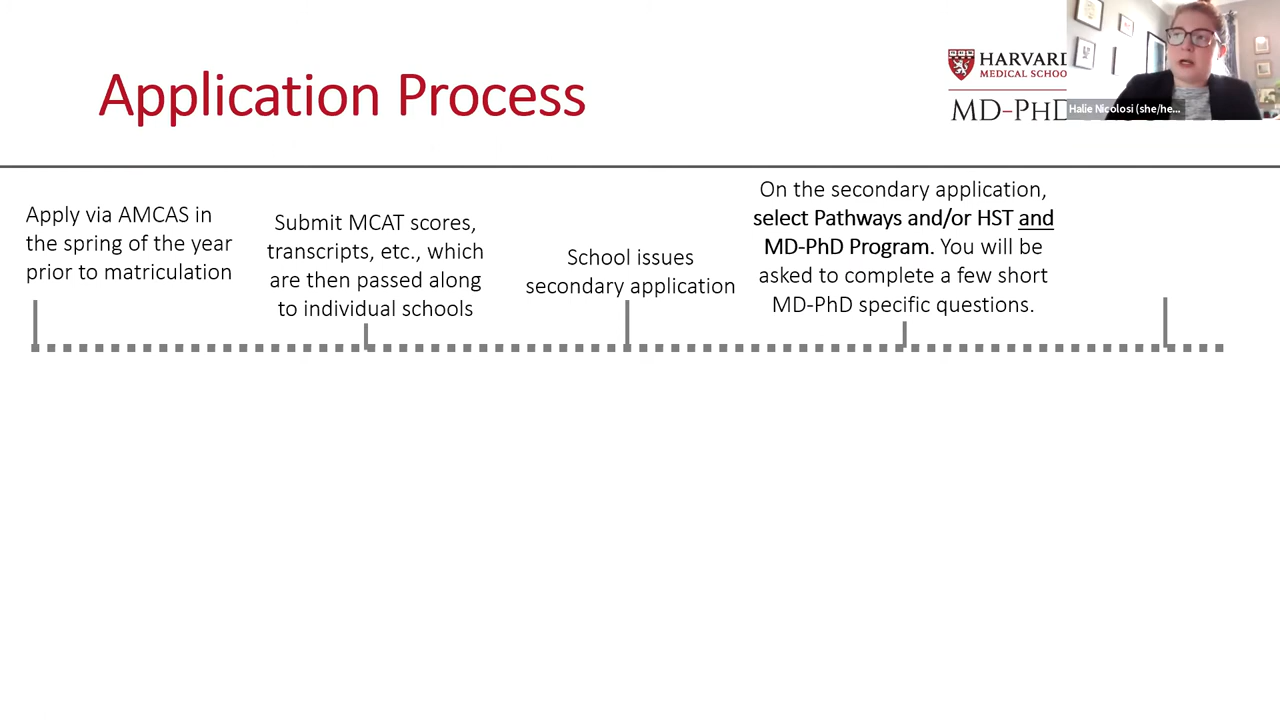 Application Process
HARVARD
MEDICAL SCHOO
MD-PhD
Halie Nicolosi (she/he...
Apply via AMCAS in
the spring of the year
prior to matriculation
Submit MCAT scores,
transcripts, etc., which
are then passed along
to individual schools
School issues
secondary application
On the secondary application,
select Pathways and/or HST and
MD-PhD Program. You will be
asked to complete a few short
MD-PhD specific questions.